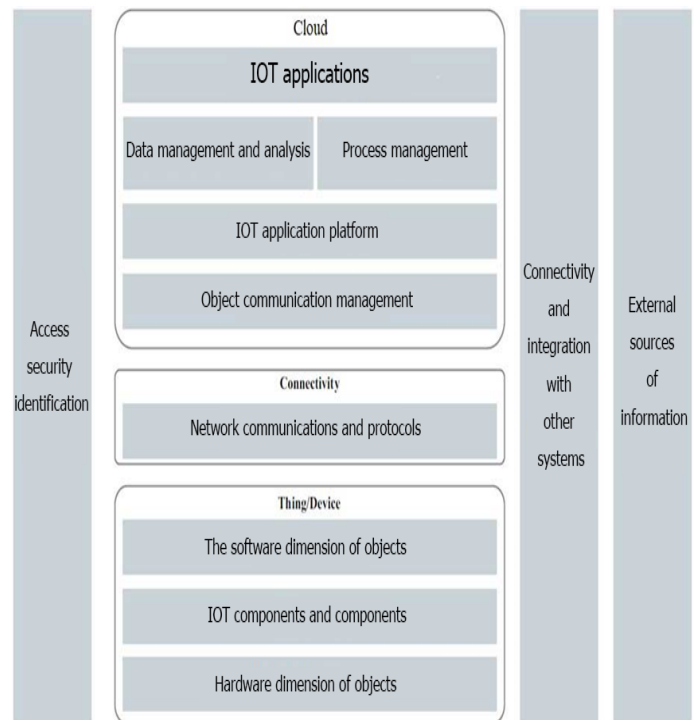 Access
security
identification
Cloud
IOT applications
Data management and analysis
Process management
IOT application platform
Object communication management
Connectivity
Network communications and protocols
Thing/Device
The software dimension of objects
IOT components and components
Hardware dimension of objects
Connectivity
and
integration
with
other
systems
External
sources
of
information